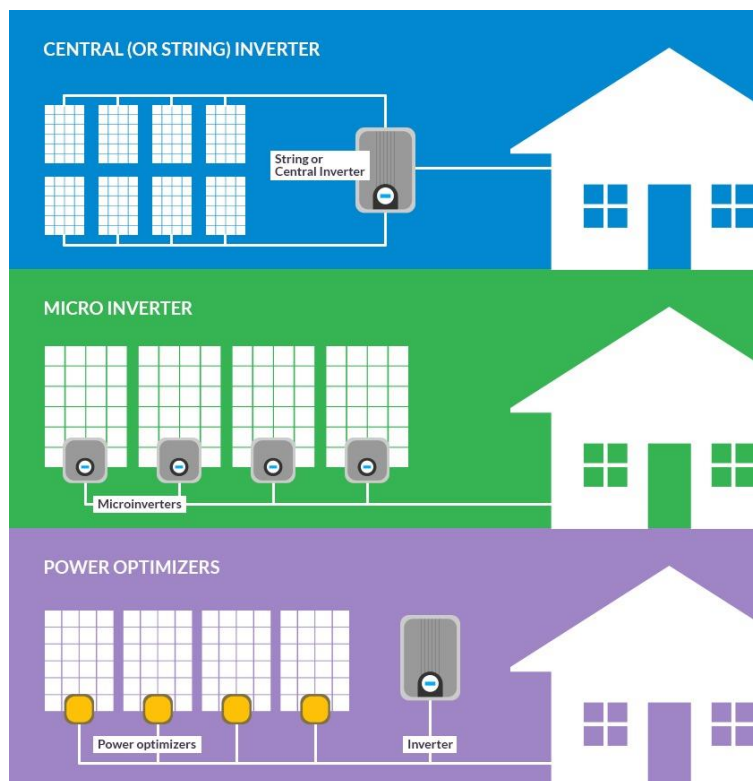 CENTRAL (OR STRING) INVERTER
String or
Central Inverter
MICRO INVERTER
Microinverters
POWER OPTIMIZERS
Power optimizers
Inverter